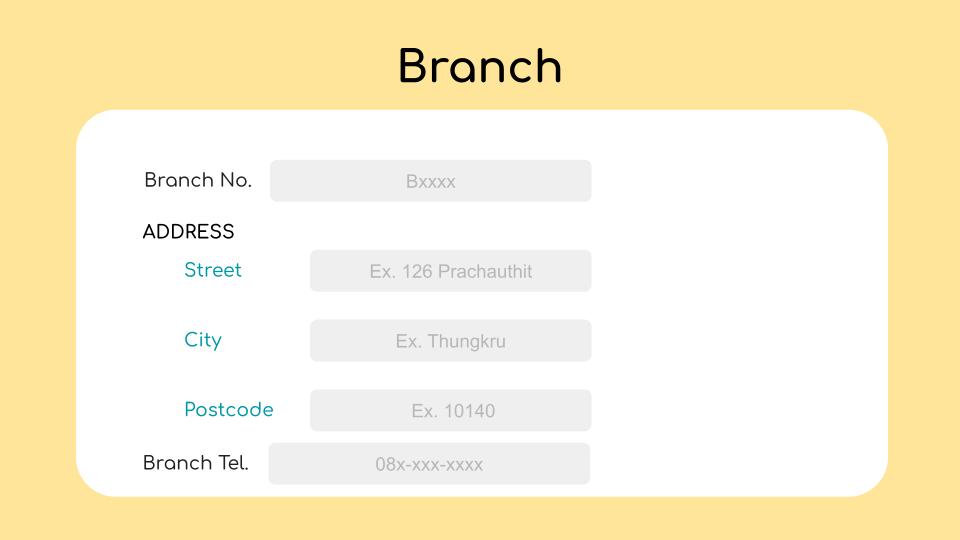 Branch
Branch No. Bxxxx
ADDRESS
Street Ex. 126 Prachauthit
City Ex. Thungkru
Postcode Ex. 10140
Branch Tel. 08x-xxx-xxxx